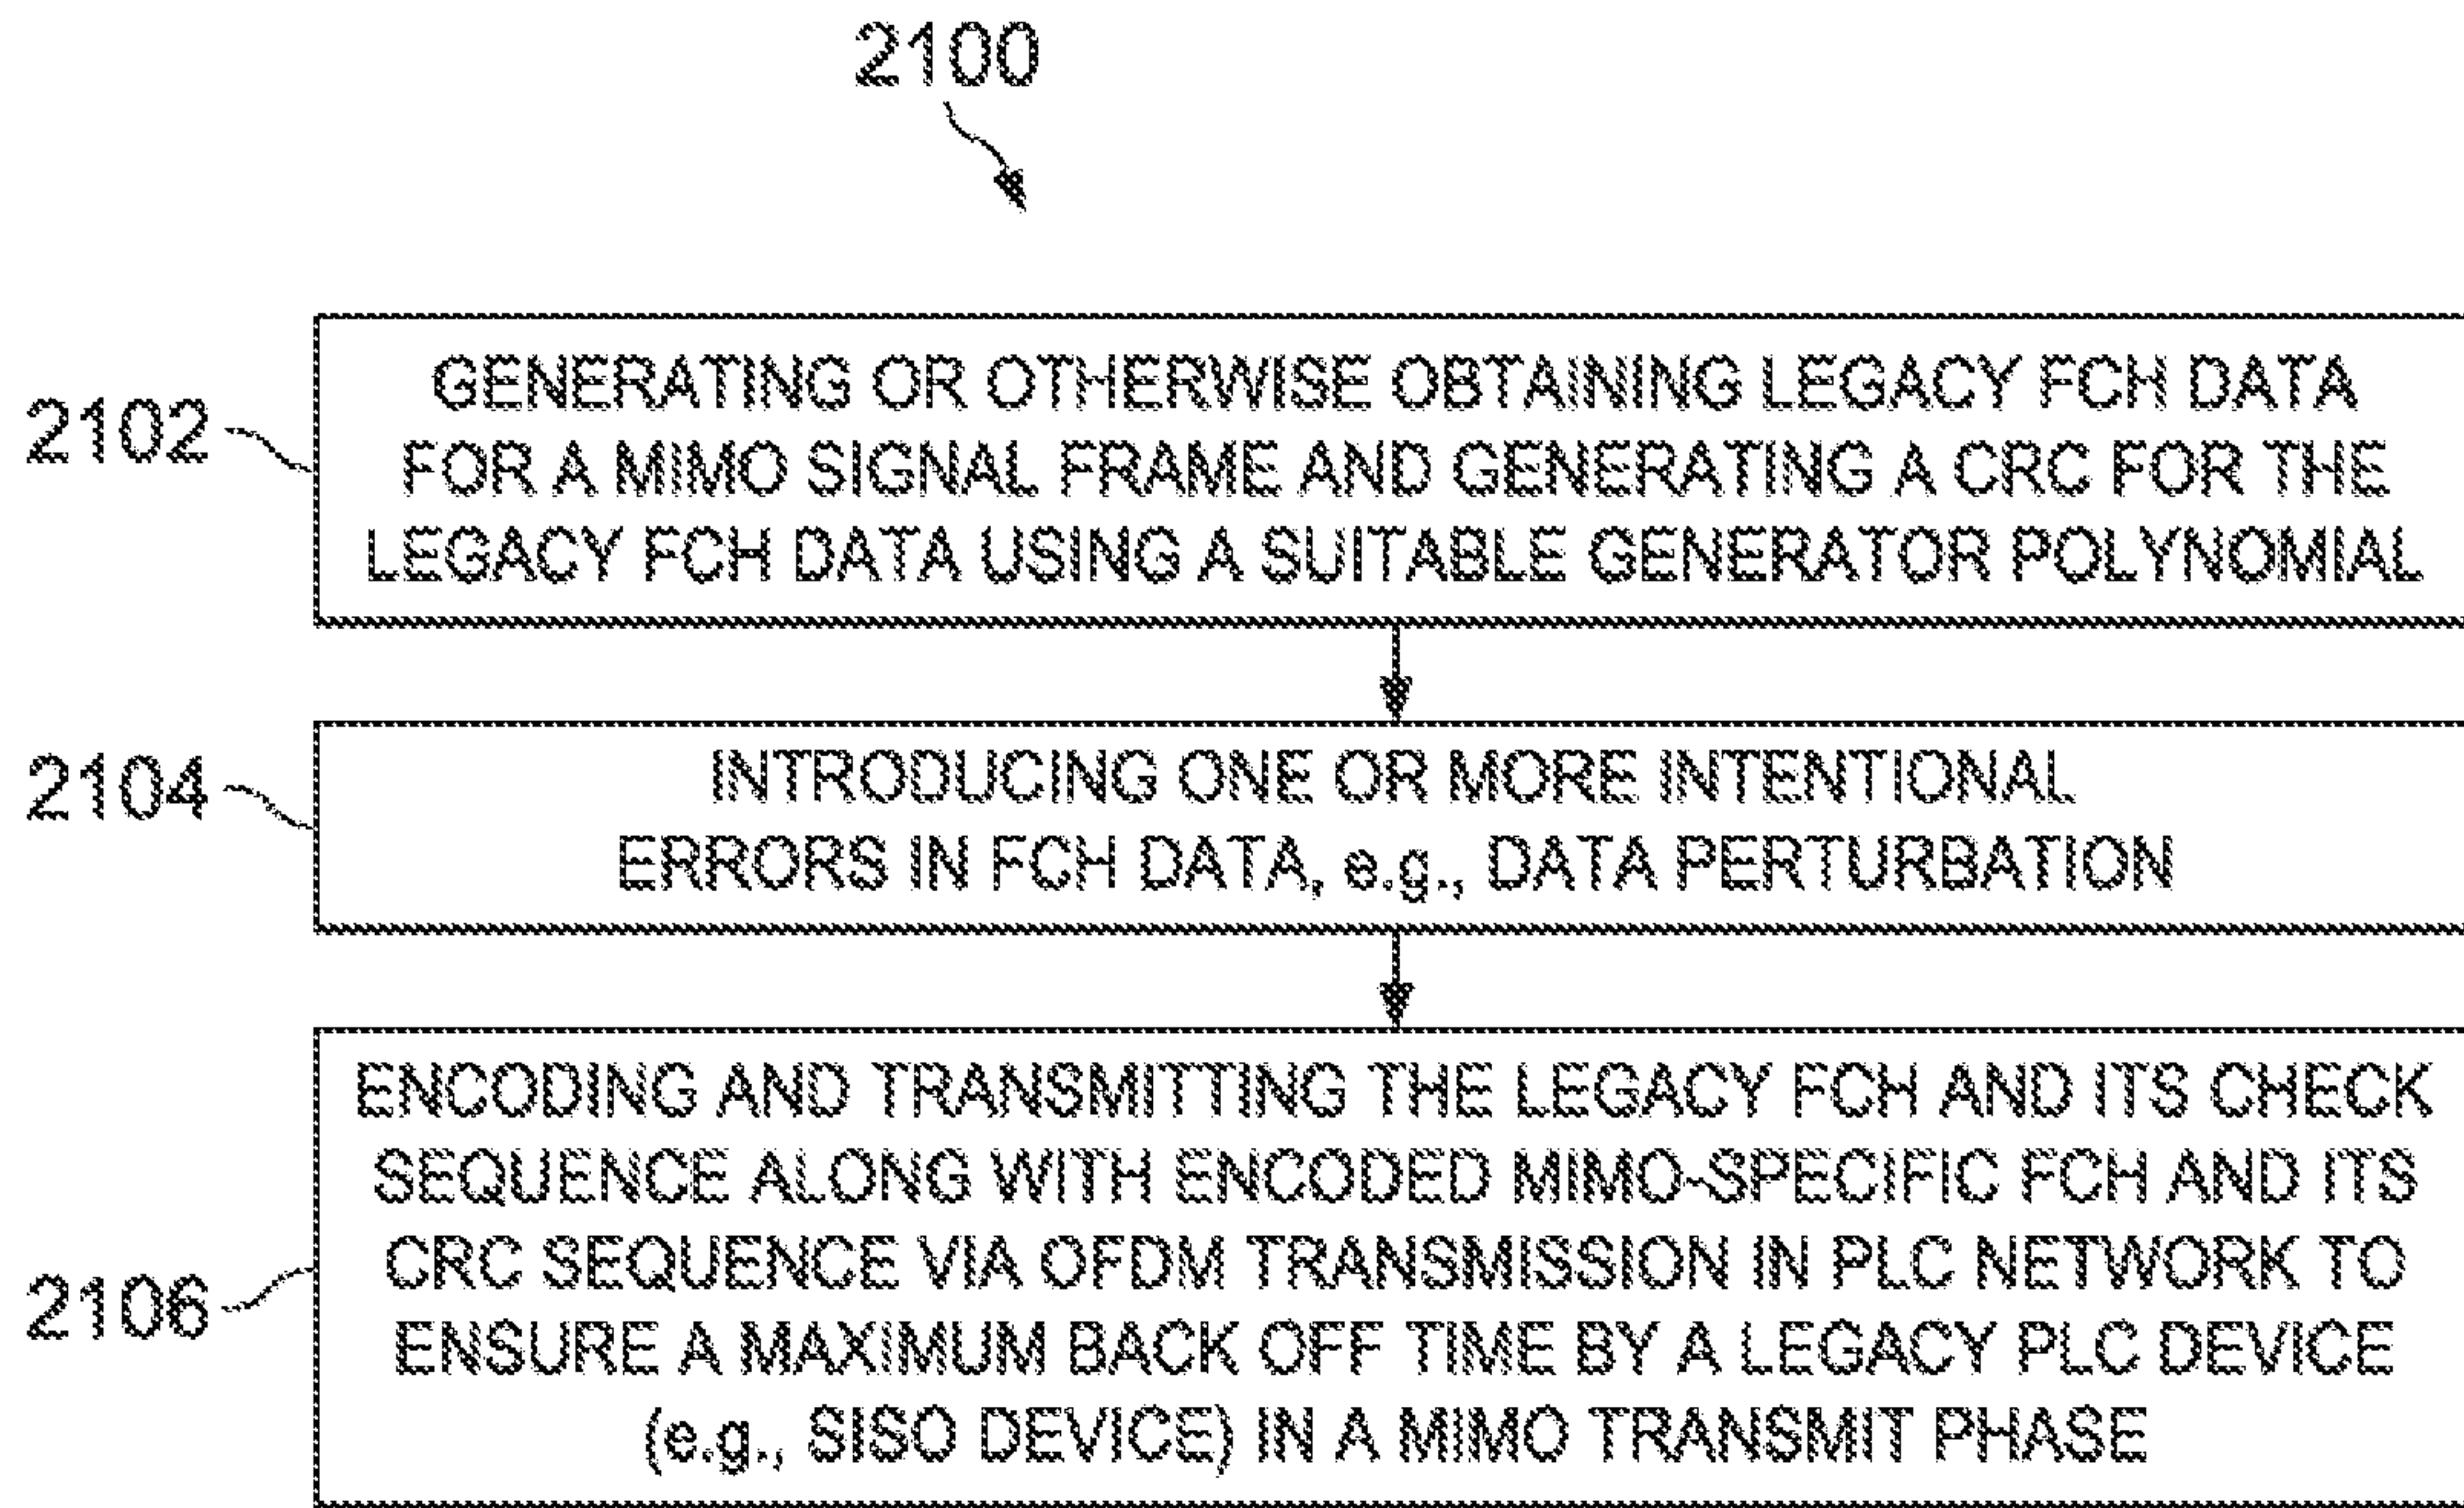 2100
2102
GENERATING OR OTHERWISE OBTAINING LEGACY FCH DATA
FOR A MIMO SIGNAL FRAME AND GENERATING A CRC FOR THE
LEGACY FCH DATA USING A SUITABLE GENERATOR POLYNOMIAL
2104
INTRODUCING ONE OR MORE INTENTIONAL
ERRORS IN FCH DATA, e.g., DATA PERTURBATION
2106
ENCODING AND TRANSMITTING THE LEGACY FCH AND ITS CHECK
SEQUENCE ALONG WITH ENCODED MIMO-SPECIFIC FCH AND ITS
CRC SEQUENCE VIA OFDM TRANSMISSION IN PLC NETWORK TO
ENSURE A MAXIMUM BACK OFF TIME BY A LEGACY PLC DEVICE
(e.g., SISO DEVICE) IN A MIMO TRANSMIT PHASE